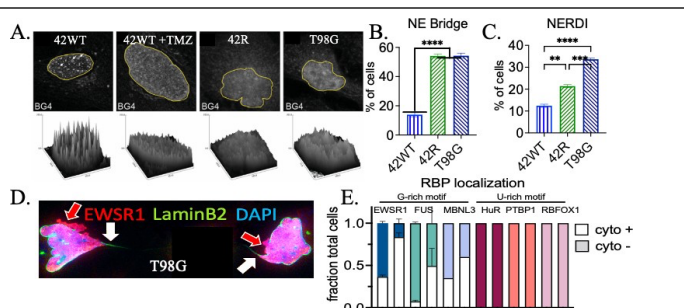 A.
42WT
42WT +TMZ
42R
T98G
BG4
BG4
BG4
BG4
B.
NE Bridge
% of cells
60
40
20
0
****
42WT
42R
T98G
C.
NERDI
% of cells
40
30
20
10
0
****
**
***
42WT
42R
T98G
D.
EWSR1 LaminB2 DAPI
T98G
E.
RBP localization
G-rich motif
U-rich motif
EWSR1 FUS MBNL3 HuR PTBP1 RBFOX1
fraction total cells
1.0
0.5
0.0
cyto +
cyto -